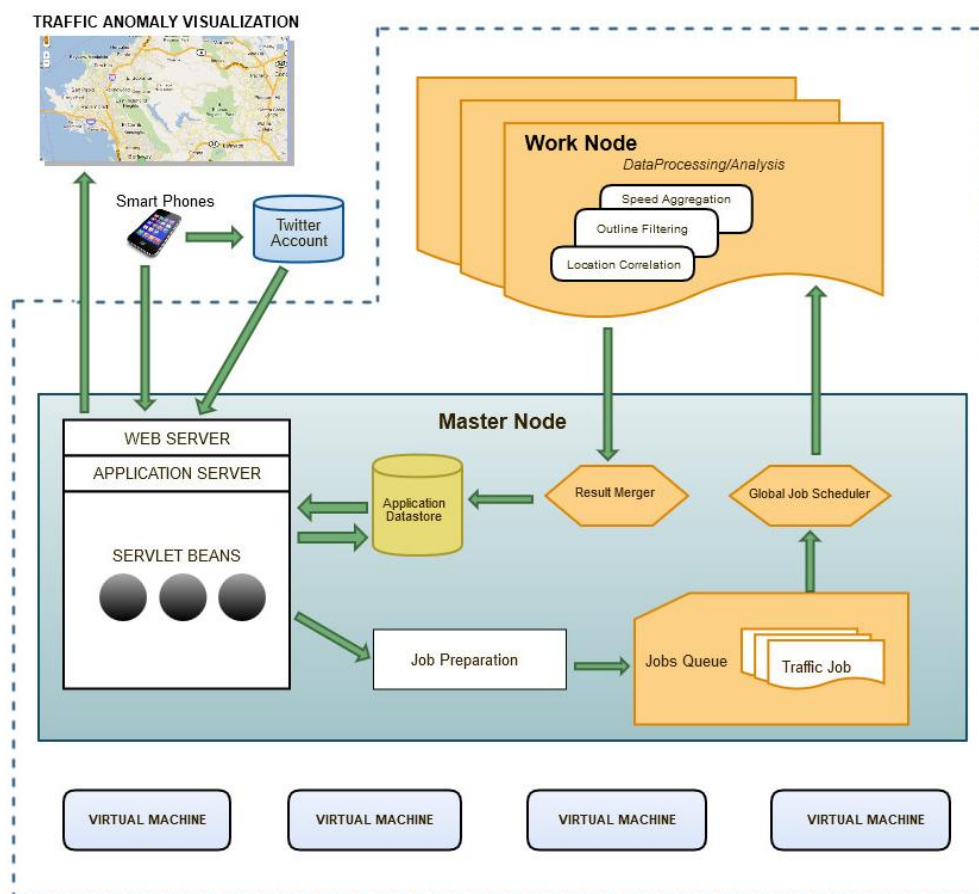 TRAFFIC ANOMALY VISUALIZATION
Smart Phones
Twitter
Account
Work Node
DataProcessing/Analysis
Speed Aggregation
Outline Filtering
Location Correlation
Master Node
WEB SERVER
APPLICATION SERVER
SERVLET BEANS
Application
Datastore
Result Merger
Global Job Scheduler
Job Preparation
Jobs Queue
Traffic Job
VIRTUAL MACHINE
VIRTUAL MACHINE
VIRTUAL MACHINE
VIRTUAL MACHINE